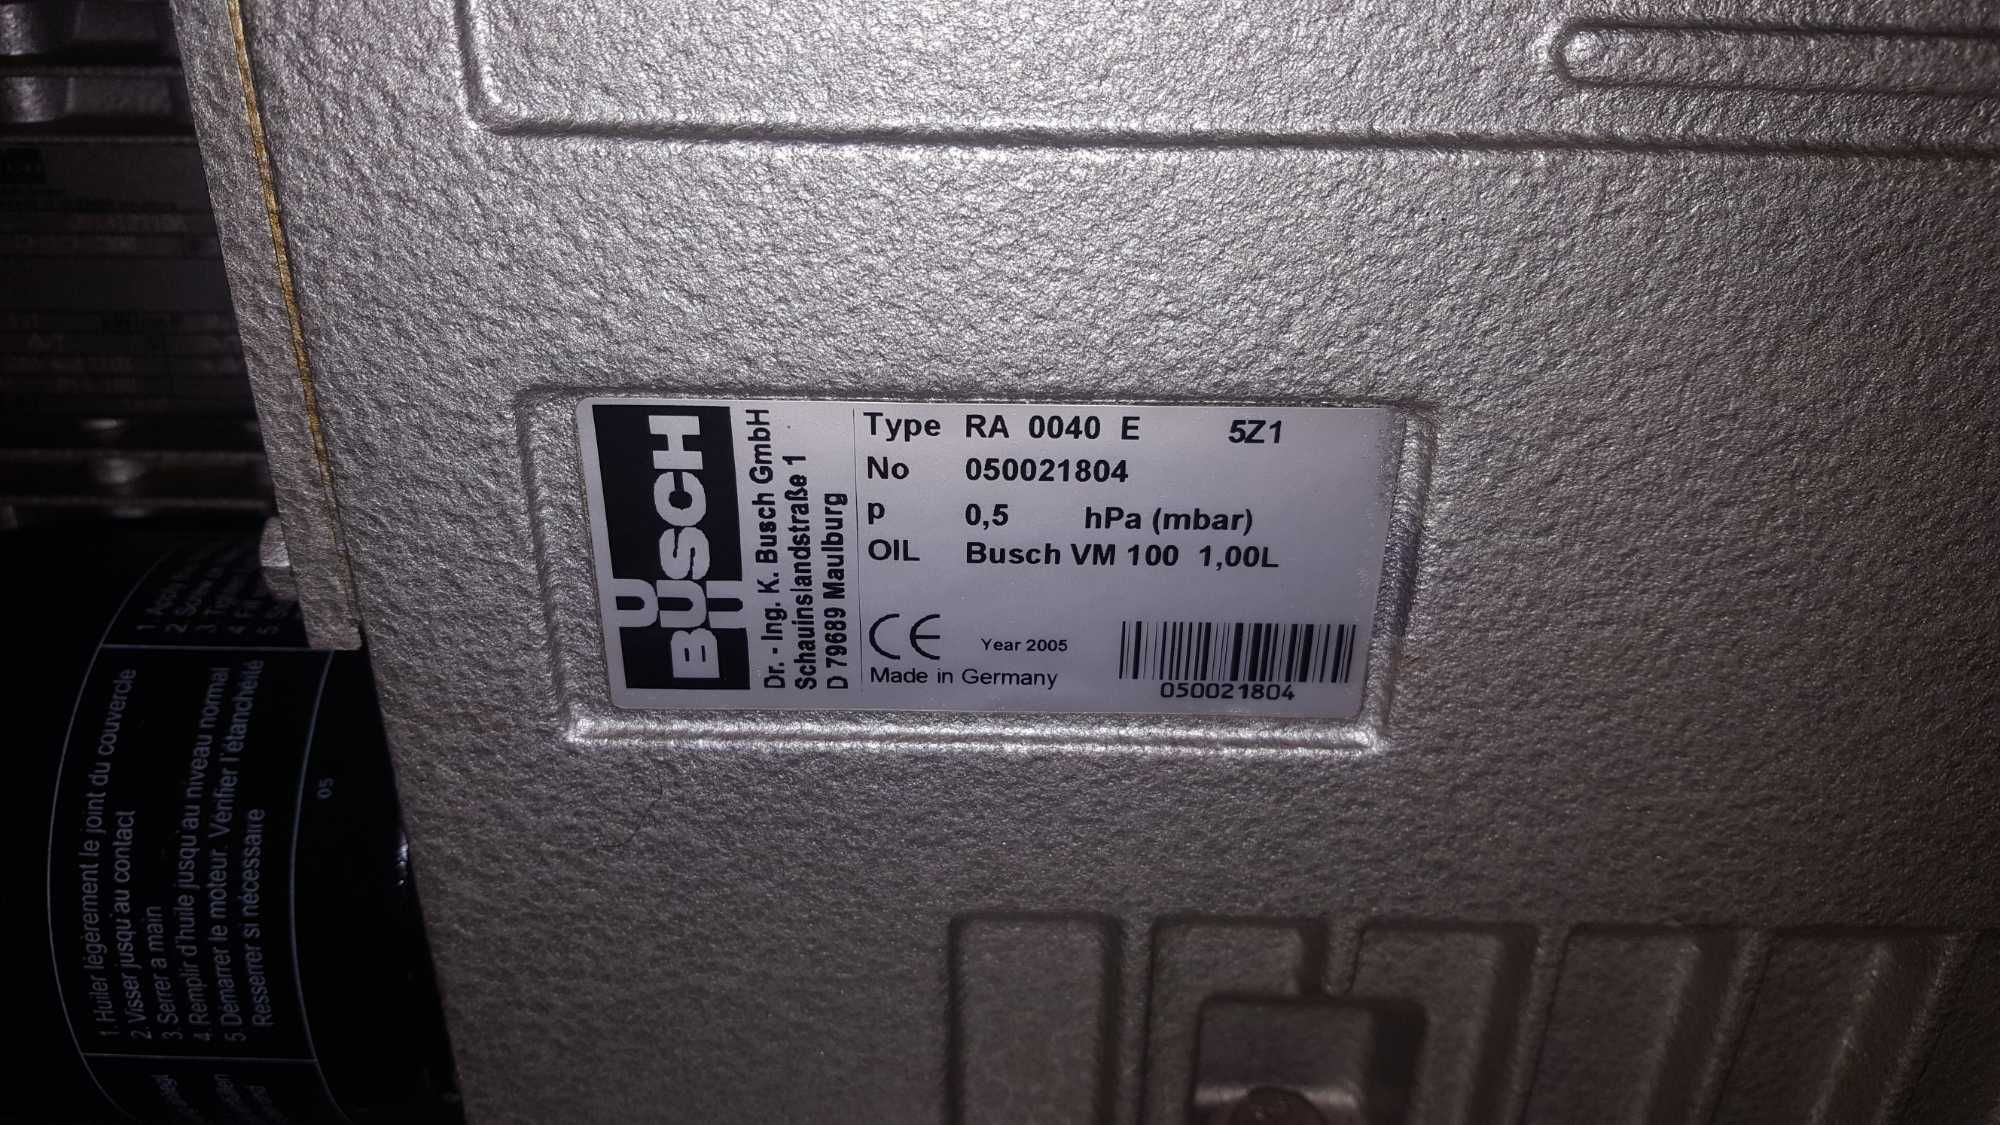 BUSCH
Dr. - Ing. K. Busch GmbH
Schauinslandstraße 1
D 79689 Maulburg
Type RA 0040 E 5Z1
No 050021804
p 0,5 hPa (mbar)
OIL Busch VM 100 1,00L
CE Year 2005
Made in Germany
050021804
1. Huiler légèrement le joint du couvercle
2. Visser jusqu'au contact
3 Serrer a main
4 Remplir d'huile jusqu'au niveau normal
5 Démarrer le moteur. Vérifier l'étanchéité
Resserrer si nécessaire
05